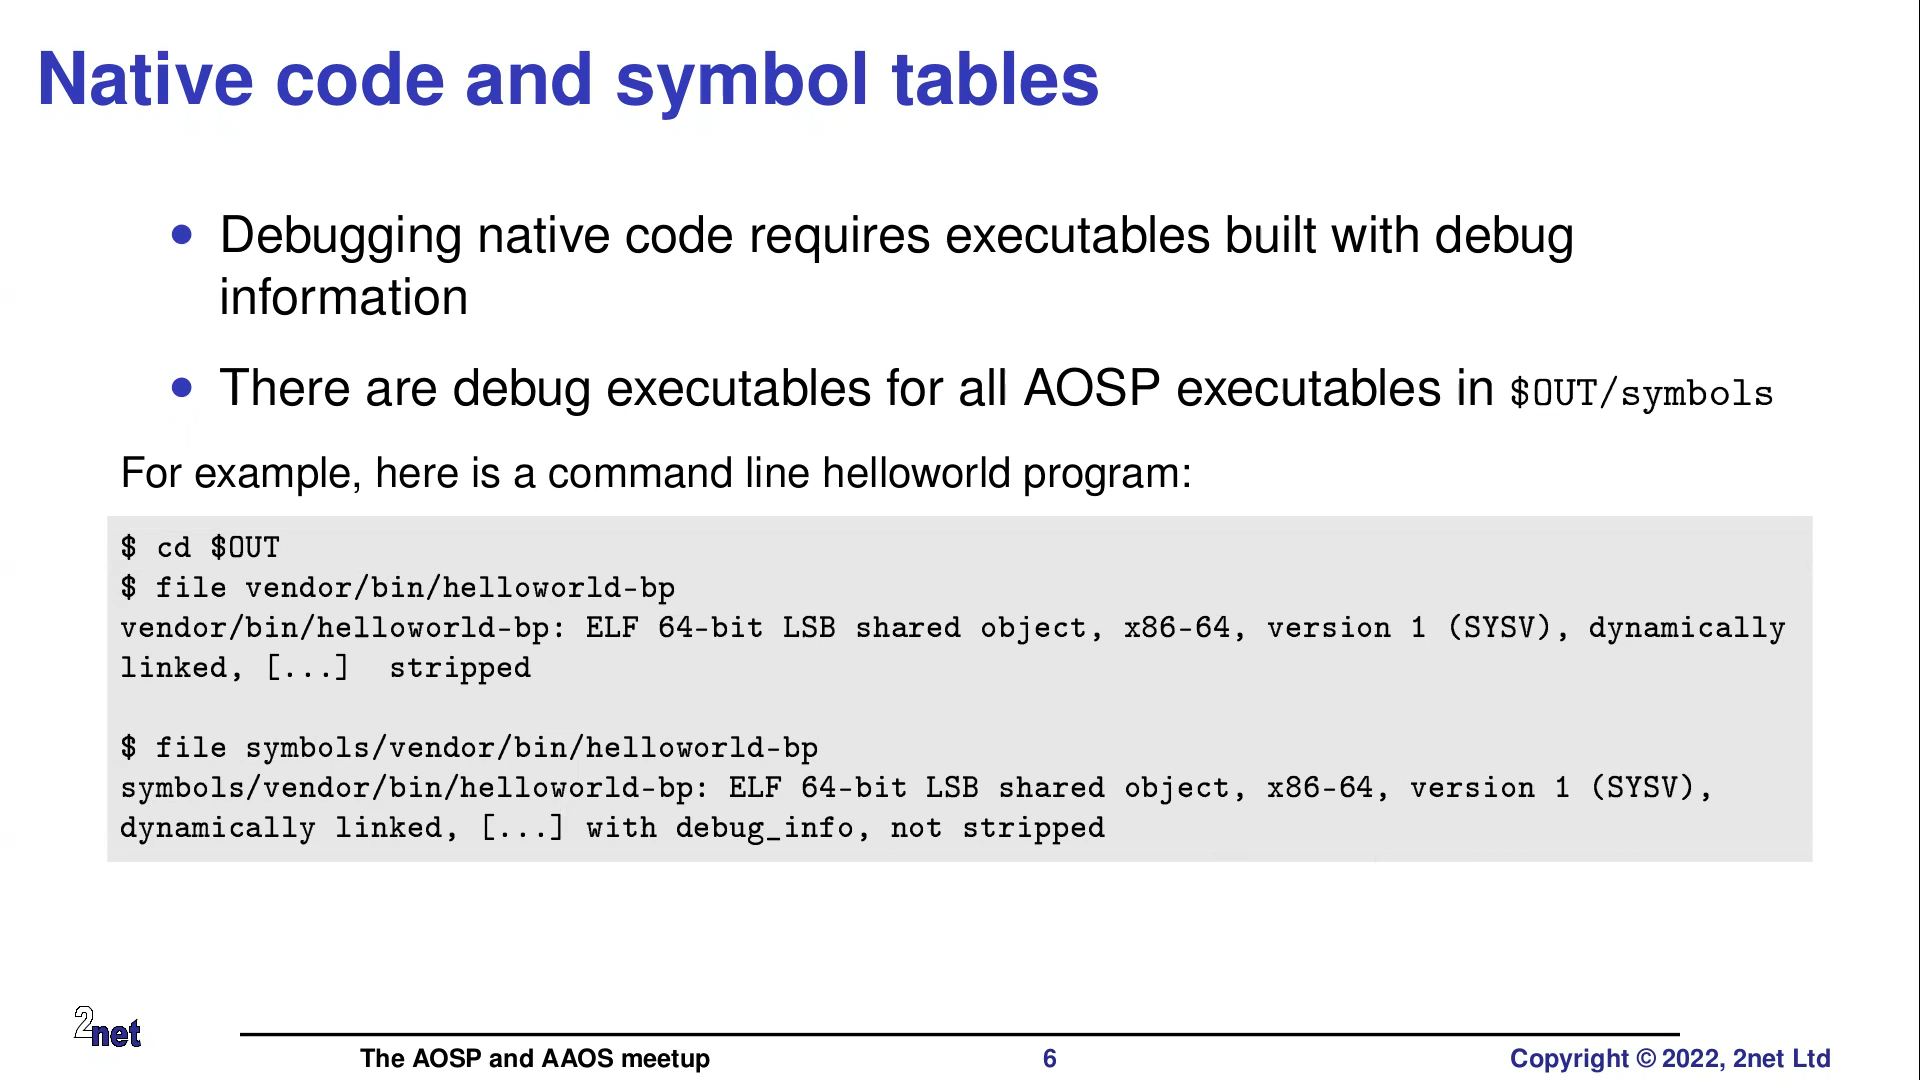 Native code and symbol tables
• Debugging native code requires executables built with debug
information
• There are debug executables for all AOSP executables in $OUT/symbols
For example, here is a command line helloworld program:
$ cd $OUT
$ file vendor/bin/helloworld-bp
vendor/bin/helloworld-bp: ELF 64-bit LSB shared object, x86-64, version 1 (SYSV), dynamically
linked, [...]  stripped
$ file symbols/vendor/bin/helloworld-bp
symbols/vendor/bin/helloworld-bp: ELF 64-bit LSB shared object, x86-64, version 1 (SYSV),
dynamically linked, [...] with debug_info, not stripped
2net
The AOSP and AAOS meetup
6
Copyright © 2022, 2net Ltd